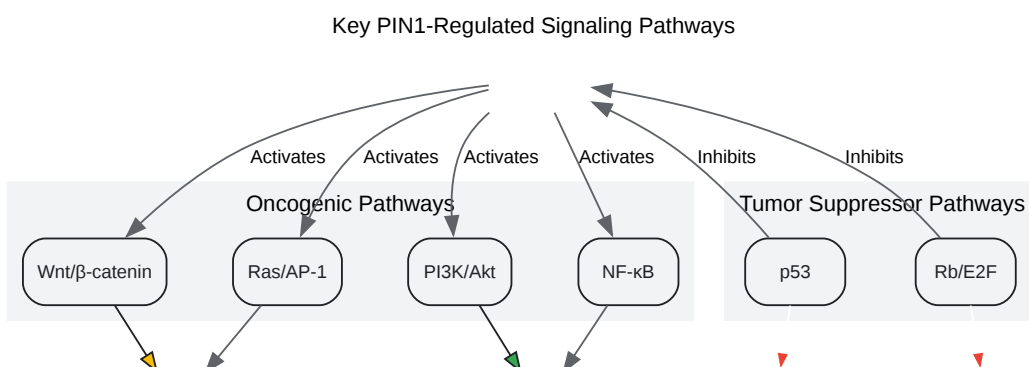 Key PIN1-Regulated Signaling Pathways
Activates
Activates
Activates
Activates
Inhibits
Inhibits
Oncogenic Pathways
Tumor Suppressor Pathways
Wnt/β-catenin
Ras/AP-1
PI3K/Akt
NF-κB
p53
Rb/E2F